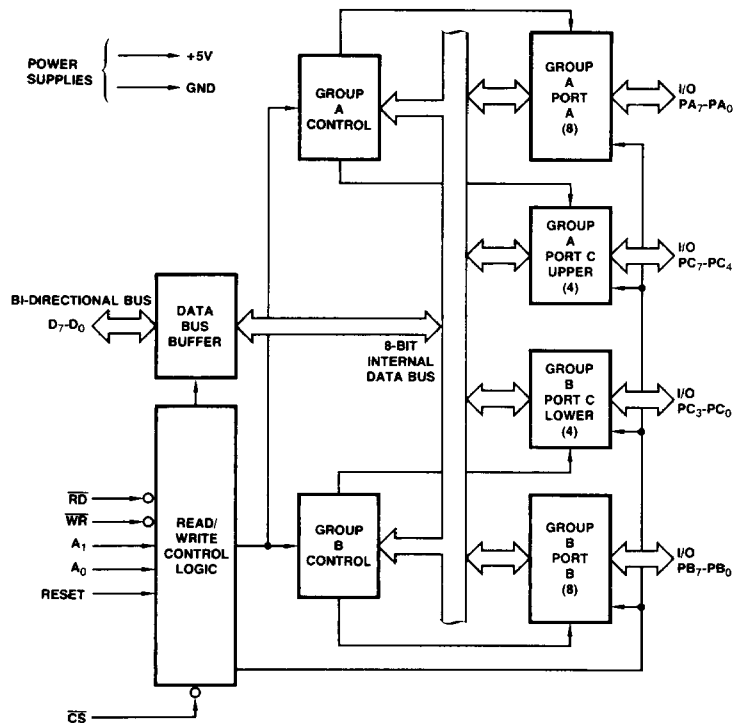 POWER
SUPPLIES
+5V
GND
GROUP
A
CONTROL
GROUP
A
PORT
A
(8)
I/O
PA7-PA0
GROUP
A
PORT C
UPPER
(4)
I/O
PC7-PC4
BI-DIRECTIONAL BUS
D7-D0
DATA
BUS
BUFFER
8-BIT
INTERNAL
DATA BUS
GROUP
B
PORT C
LOWER
(4)
I/O
PC3-PC0
RD
WR
A1
A0
RESET
READ/
WRITE
CONTROL
LOGIC
GROUP
B
CONTROL
GROUP
B
PORT
B
(8)
I/O
PB7-PB0
CS